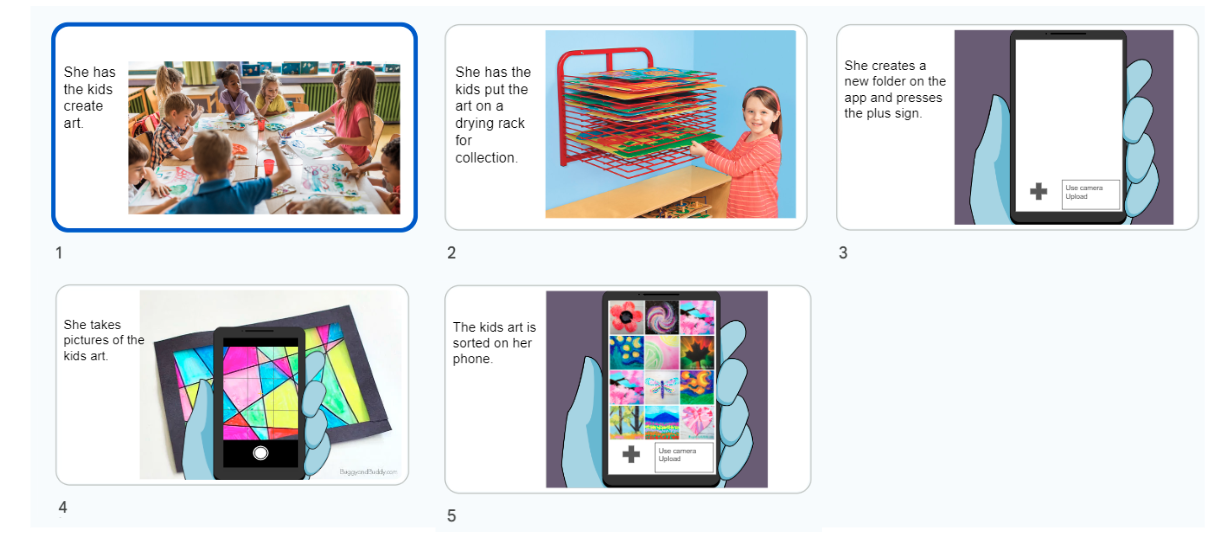 She has
the kids
create
art.
1
She has the
kids put the
art on a
drying rack
for
collection.
2
She creates a
new folder on the
app and presses
the plus sign.
Use camera
Upload
3
She takes
pictures of the
kids art.
BuggyandBuddy.com
4
The kids art is
sorted on her
phone.
Use camera
Upload
5